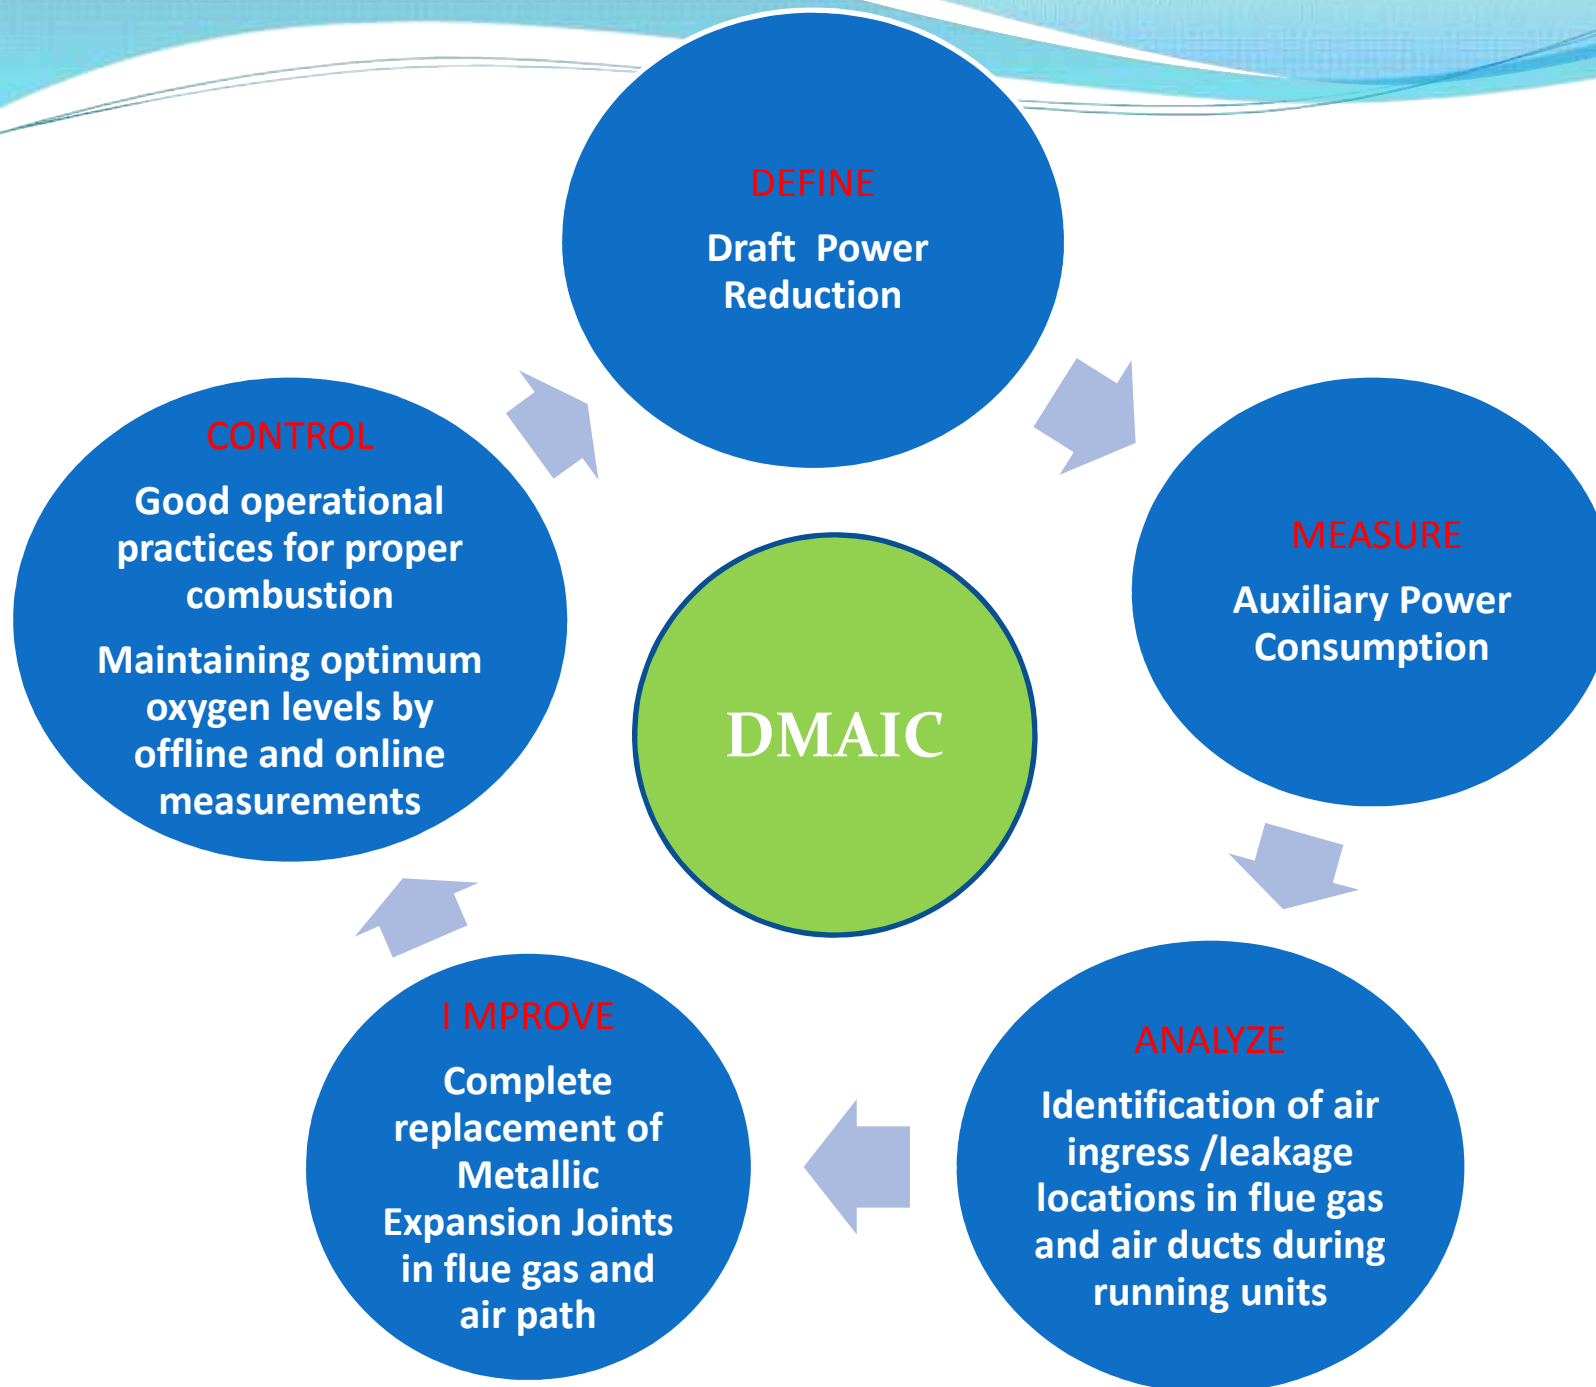 DEFINE
Draft Power
Reduction
MEASURE
Auxiliary Power
Consumption
ANALYZE
Identification of air
ingress /leakage
locations in flue gas
and air ducts during
running units
I MPROVE
Complete
replacement of
Metallic
Expansion Joints
in flue gas and
air path
CONTROL
Good operational
practices for proper
combustion
Maintaining optimum
oxygen levels by
offline and online
measurements
DMAIC